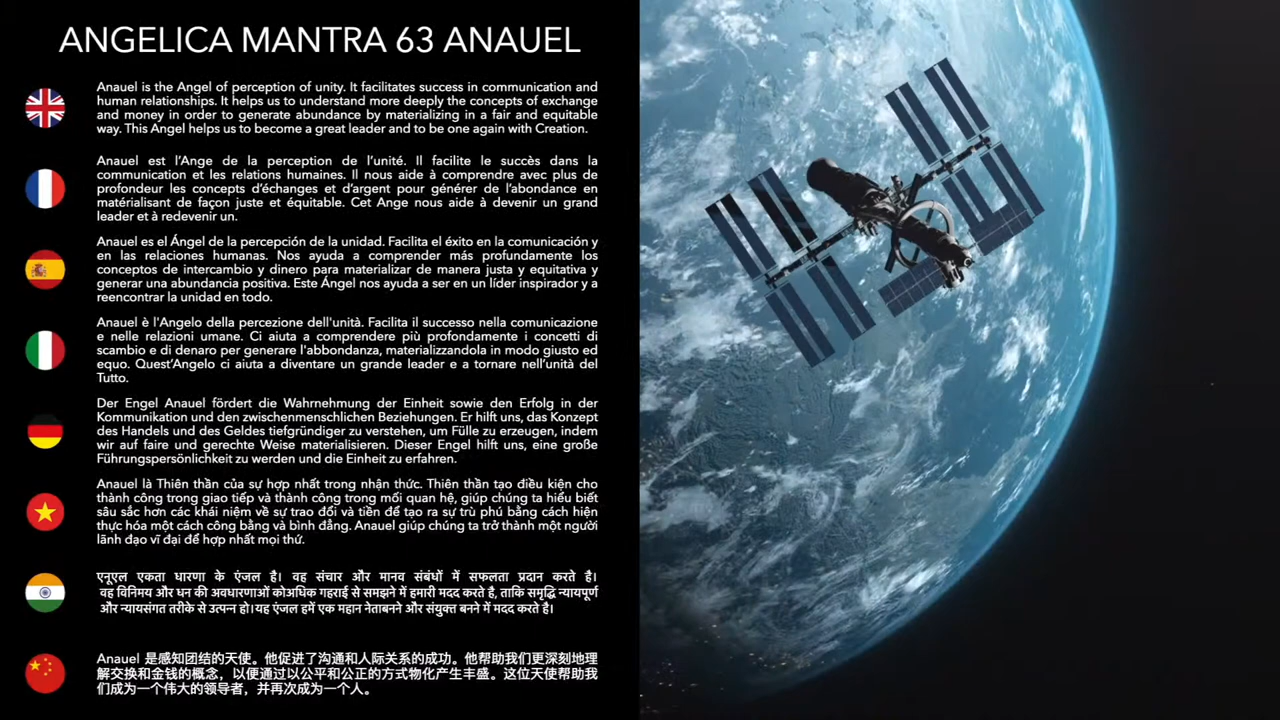 ANGELICA MANTRA 63 ANAUEL
Anauel is the Angel of perception of unity. It facilitates success in communication and
human relationships. It helps us to understand more deeply the concepts of exchange
and money in order to generate abundance by materializing in a fair and equitable
way. This Angel helps us to become a great leader and to be one again with Creation.
Anauel est l’Ange de la perception de l’unité. Il facilite le succès dans la
communication et les relations humaines. Il nous aide à comprendre avec plus de
profondeur les concepts d’échanges et d’argent pour générer de l’abondance en
matérialisant de façon juste et équitable. Cet Ange nous aide à devenir un grand
leader et à redevenir un.
Anauel es el Ángel de la percepción de la unidad. Facilita el éxito en la comunicación y
en las relaciones humanas. Nos ayuda a comprender más profundamente los
conceptos de intercambio y dinero para materializar de manera justa y equitativa y
generar una abundancia positiva. Este Ángel nos ayuda a ser en un líder inspirador y a
reencontrar la unidad en todo.
Anauel è l'Angelo della percezione dell'unità. Facilita il successo nella comunicazione
e nelle relazioni umane. Ci aiuta a comprendere più profondamente i concetti di
scambio e di denaro per generare l'abbondanza, materializzandola in modo giusto ed
equo. Quest’Angelo ci aiuta a diventare un grande leader e a tornare nell’unità del
Tutto.
Der Engel Anauel fördert die Wahrnehmung der Einheit sowie den Erfolg in der
Kommunikation und den zwischenmenschlichen Beziehungen. Er hilft uns, das Konzept
des Handels und des Geldes tiefgründiger zu verstehen, um Fülle zu erzeugen, indem
wir auf faire und gerechte Weise materialisieren. Dieser Engel hilft uns, eine große
Führungspersönlichkeit zu werden und die Einheit zu erfahren.
Anauel là Thiên thần của sự hợp nhất trong nhận thức. Thiên thần tạo điều kiện cho
thành công trong giao tiếp và thành công trong mối quan hệ, giúp chúng ta hiểu biết
sâu sắc hơn các khái niệm về sự trao đổi và tiền để tạo ra sự trù phú bằng cách hiện
thực hóa một cách công bằng và bình đẳng. Anauel giúp chúng ta trở thành một người
lãnh đạo vĩ đại để hợp nhất mọi thứ.
एनूएल एकता धारणा के एंजल है। वह संचार और मानव संबंधों में सफलता प्रदान करते है।
वह विनिमय और धन की अवधारणाओं कोअधिक गहराई से समझने में हमारी मदद करते है, ताकि समृद्धि न्यायपूर्ण
और न्यायसंगत तरीके से उत्पन्न हो।यह एंजल हमें एक महान नेताबनने और संयुक्त बनने में मदद करते है।
Anauel 是感知团结的天使。他促进了沟通和人际关系的成功。他帮助我们更深刻地理
解交换和金钱的概念，以便通过以公平和公正的方式物化产生丰盛。这位天使帮助我
们成为一个伟大的领导者，并再次成为一个人。